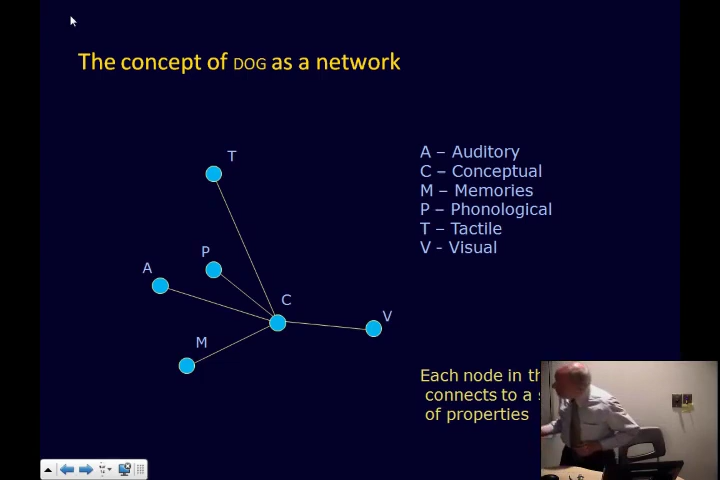 The concept of DOG as a network
T
A – Auditory
C – Conceptual
M – Memories
P – Phonological
T – Tactile
V - Visual
P
A
C
V
M
Each node in
connects to a
of properties